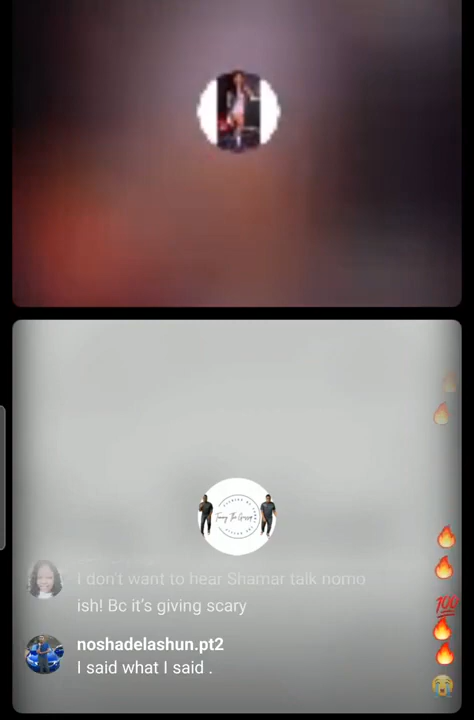 I don't want to hear Shamar talk nomo
ish! Bc it's giving scary
noshadelashun.pt2
I said what I said .